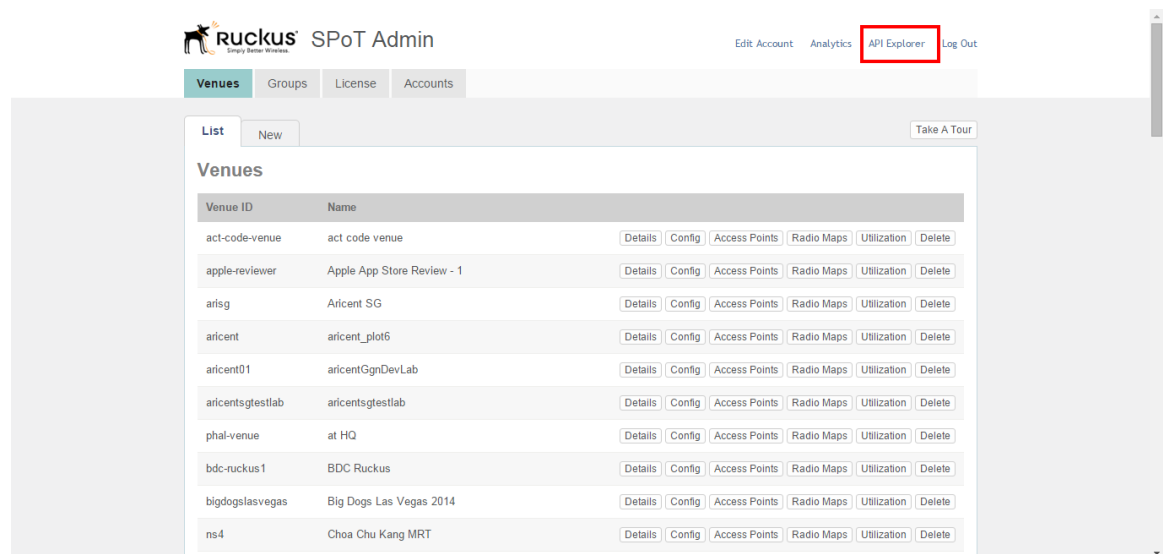 Ruckus SPoT Admin
Simply Better Wireless.
Edit Account Analytics API Explorer Log Out
Venues Groups License Accounts
List New Take A Tour
Venues
Venue ID Name
act-code-venue act code venue Details Config Access Points Radio Maps Utilization Delete
apple-reviewer Apple App Store Review - 1 Details Config Access Points Radio Maps Utilization Delete
arisg Aricent SG Details Config Access Points Radio Maps Utilization Delete
aricent aricent_plot6 Details Config Access Points Radio Maps Utilization Delete
aricent01 aricentGgnDevLab Details Config Access Points Radio Maps Utilization Delete
aricentsgtestlab aricentsgtestlab Details Config Access Points Radio Maps Utilization Delete
phal-venue at HQ Details Config Access Points Radio Maps Utilization Delete
bdc-ruckus1 BDC Ruckus Details Config Access Points Radio Maps Utilization Delete
bigdogslasvegas Big Dogs Las Vegas 2014 Details Config Access Points Radio Maps Utilization Delete
ns4 Choa Chu Kang MRT Details Config Access Points Radio Maps Utilization Delete